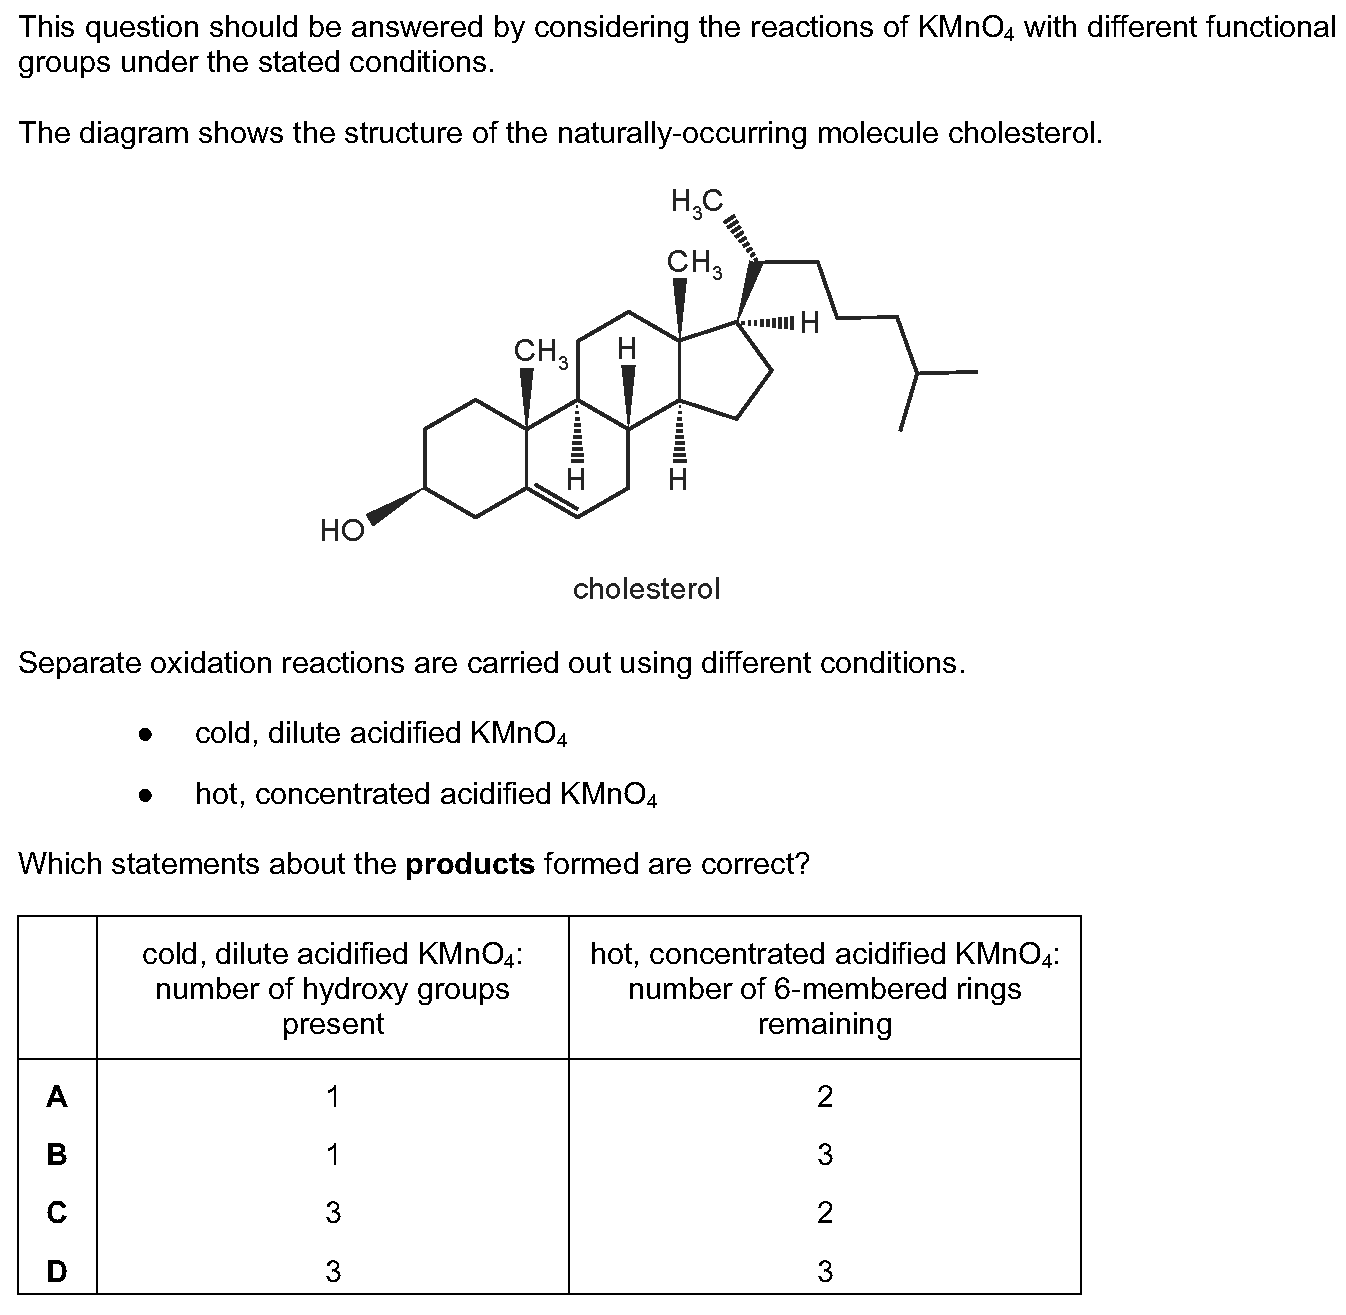 This question should be answered by considering the reactions of KMnO₄ with different functional
groups under the stated conditions.
The diagram shows the structure of the naturally-occurring molecule cholesterol.
H₃C
CH₃
H
CH₃
H
H
H
HO
cholesterol
Separate oxidation reactions are carried out using different conditions.
● cold, dilute acidified KMnO₄
● hot, concentrated acidified KMnO₄
Which statements about the products formed are correct?
cold, dilute acidified KMnO₄:
number of hydroxy groups
present
hot, concentrated acidified KMnO₄:
number of 6-membered rings
remaining
A 1 2
B 1 3
C 3 2
D 3 3